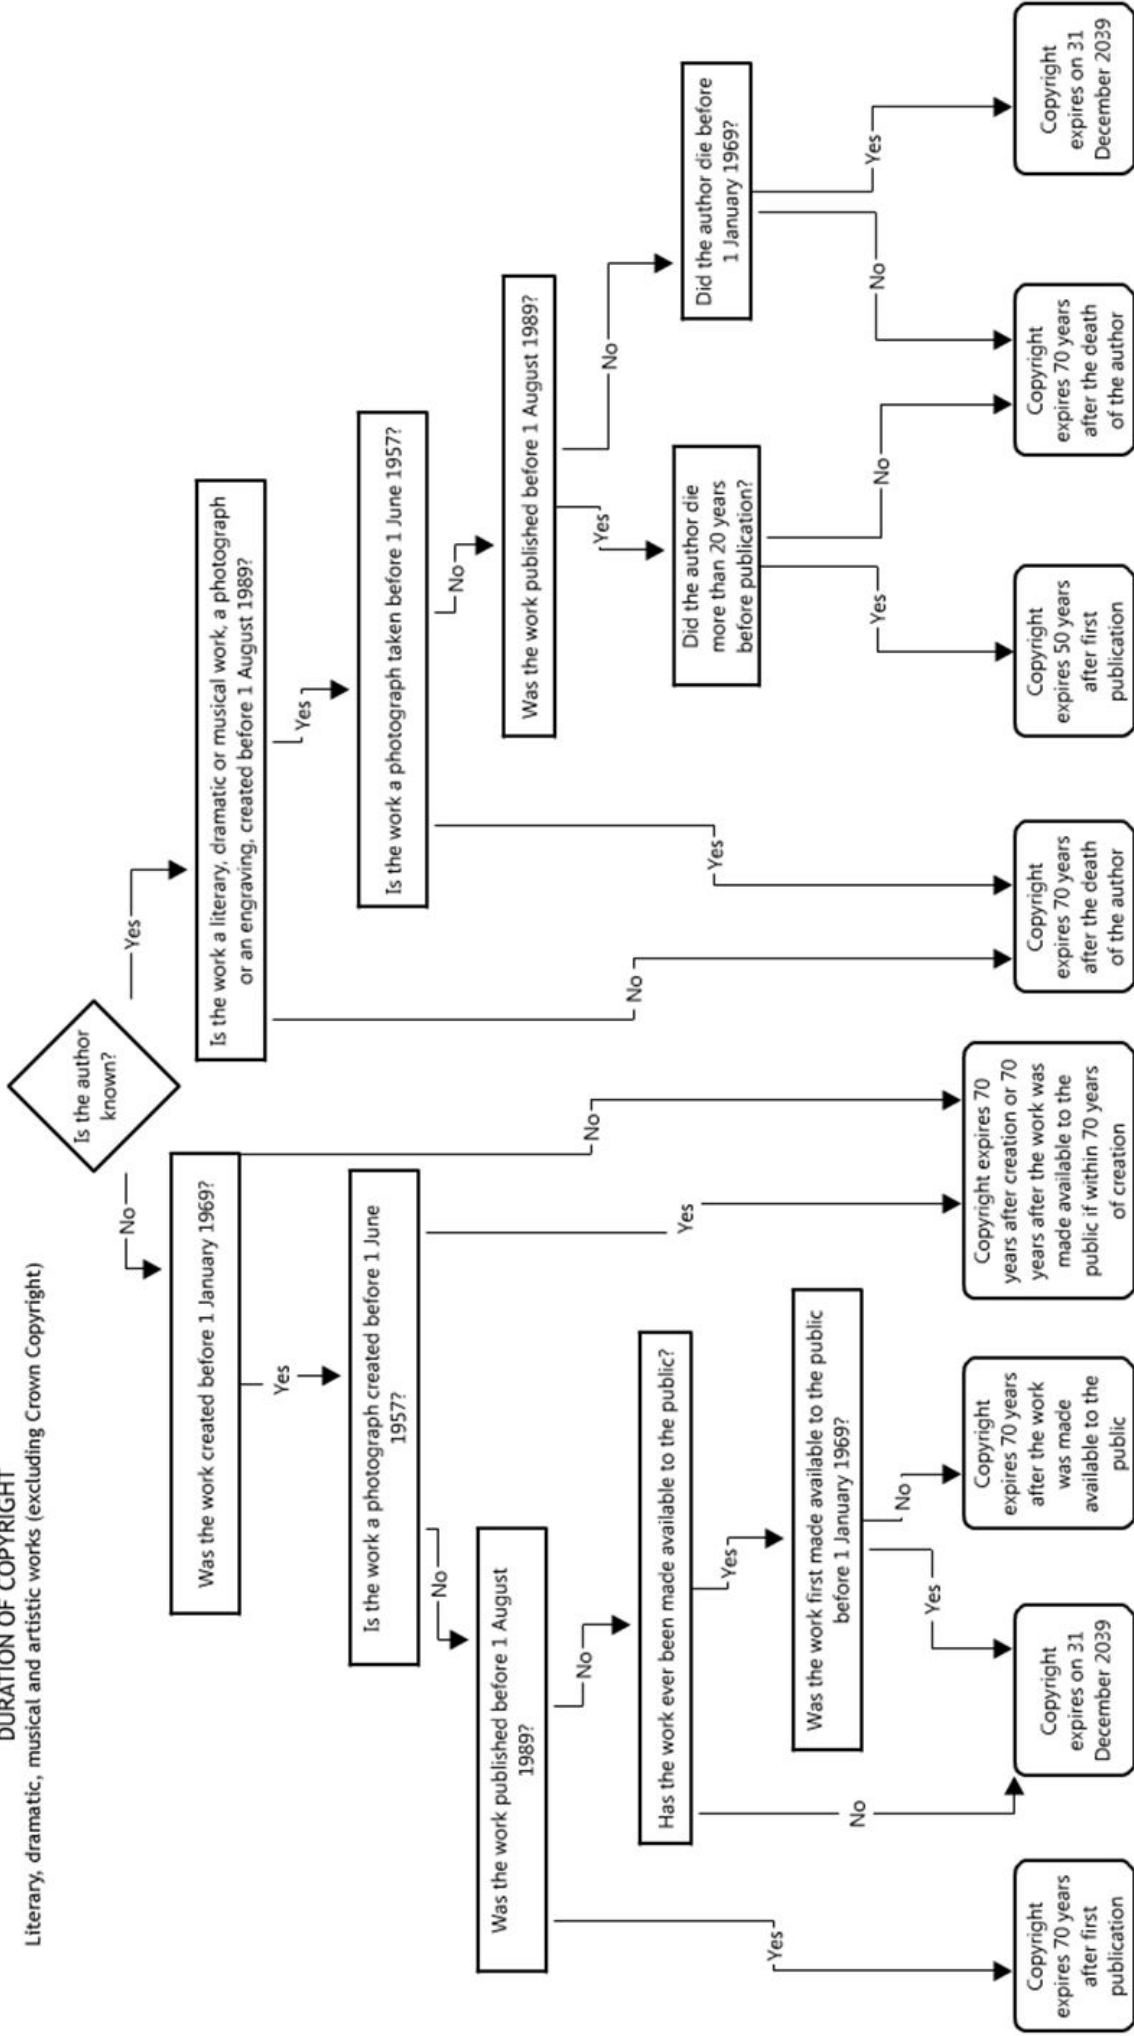 DURATION OF COPYRIGHT
Literary, dramatic, musical and artistic works (excluding Crown Copyright)
Is the author
known?
No
Yes
Was the work created before 1 January 1969?
Yes
No
Is the work a photograph created before 1 June
1957?
No
Yes
Was the work published before 1 August
1989?
Yes
No
Has the work ever been made available to the public?
No
Yes
Was the work first made available to the public
before 1 January 1969?
Yes
No
Is the work a literary, dramatic or musical work, a photograph
or an engraving, created before 1 August 1989?
No
Yes
Is the work a photograph taken before 1 June 1957?
Yes
No
Was the work published before 1 August 1989?
Yes
No
Did the author die
more than 20 years
before publication?
Yes
No
Did the author die before
1 January 1969?
No
Yes
Copyright
expires 70 years
after first
publication
Copyright
expires on 31
December 2039
Copyright
expires 70 years
after the work
was made
available to the
public
Copyright expires 70
years after creation or 70
years after the work was
made available to the
public if within 70 years
of creation
Copyright
expires 70 years
after the death
of the author
Copyright
expires 50 years
after first
publication
Copyright
expires 70 years
after the death
of the author
Copyright
expires on 31
December 2039